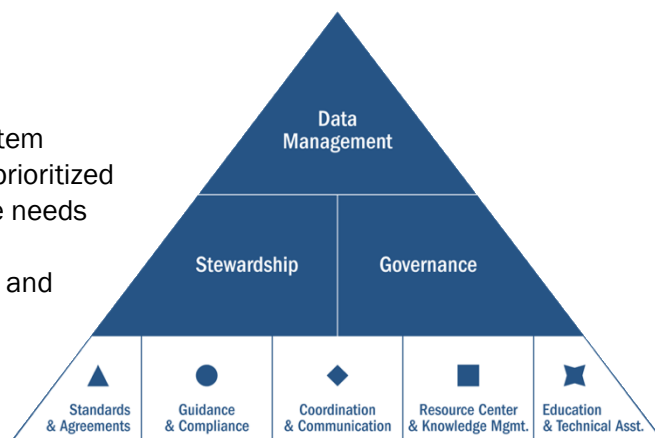 Data
Management
tem
prioritized
e needs
and
Stewardship
Governance
Standards
& Agreements
Guidance
& Compliance
Coordination
& Communication
Resource Center
& Knowledge Mgmt.
Education
& Technical Asst.